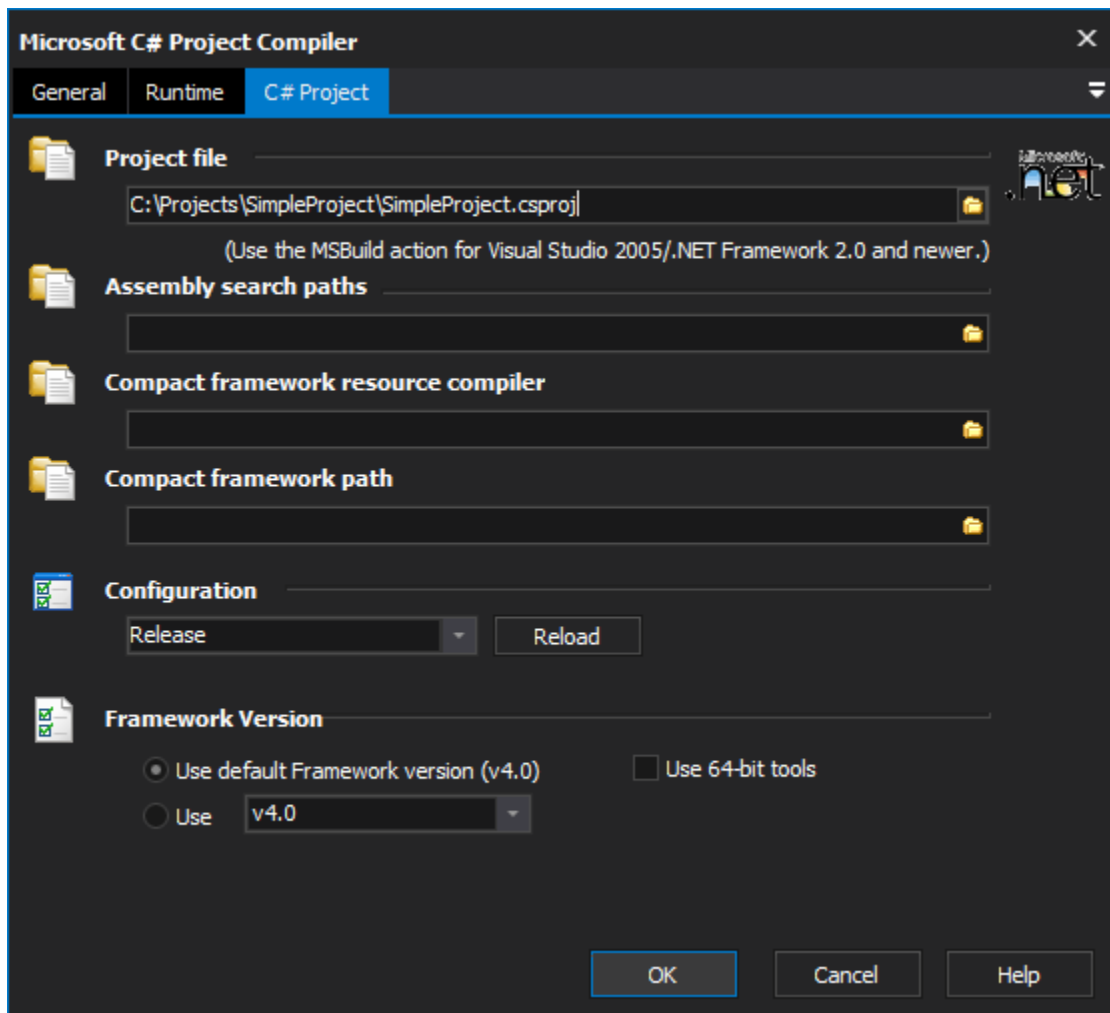 Microsoft C# Project Compiler
General Runtime C# Project
Project file
Microsoft
.net
C:\Projects\SimpleProject\SimpleProject.csproj
(Use the MSBuild action for Visual Studio 2005/.NET Framework 2.0 and newer.)
Assembly search paths
Compact framework resource compiler
Compact framework path
Configuration
Release Reload
Framework Version
Use default Framework version (v4.0) Use 64-bit tools
Use v4.0
OK Cancel Help